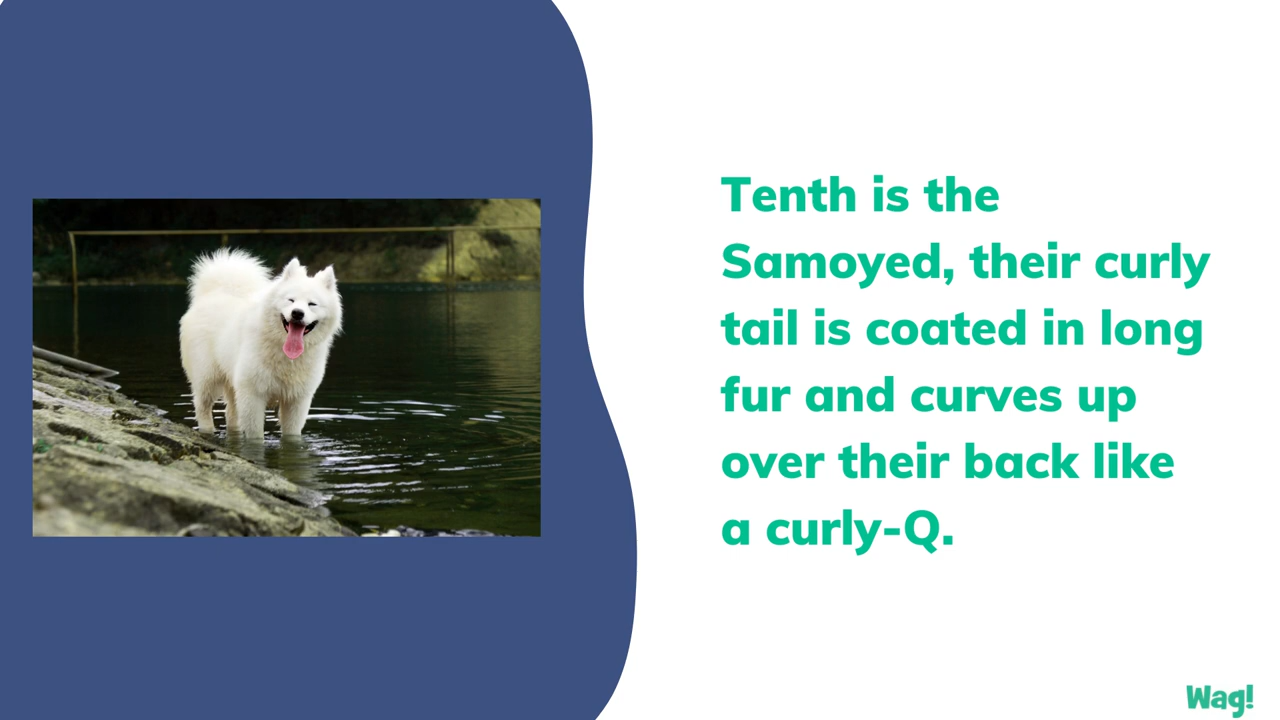 Tenth is the
Samoyed, their curly
tail is coated in long
fur and curves up
over their back like
a curly-Q.
Wag!